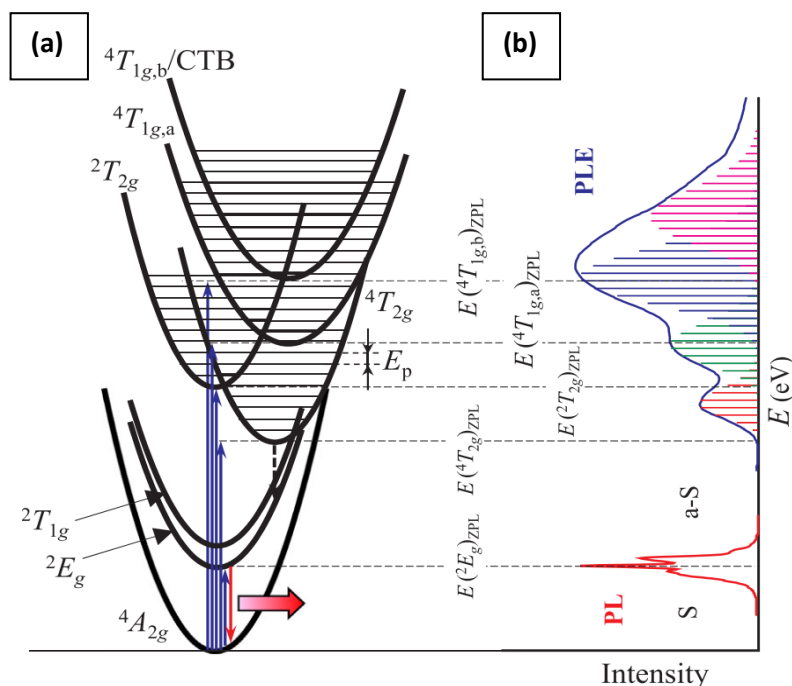 (a)
(b)
⁴T₁g,b/CTB
⁴T₁g,a
²T₂g
⁴T₂g
Eₚ
²T₁g
²Eg
⁴A₂g
E(⁴T₁g,b)ZPL
E(⁴T₁g,a)ZPL
E(²T₂g)ZPL
E(⁴T₂g)ZPL
E(²Eg)ZPL
PLE
E (eV)
a-S
PL
S
Intensity